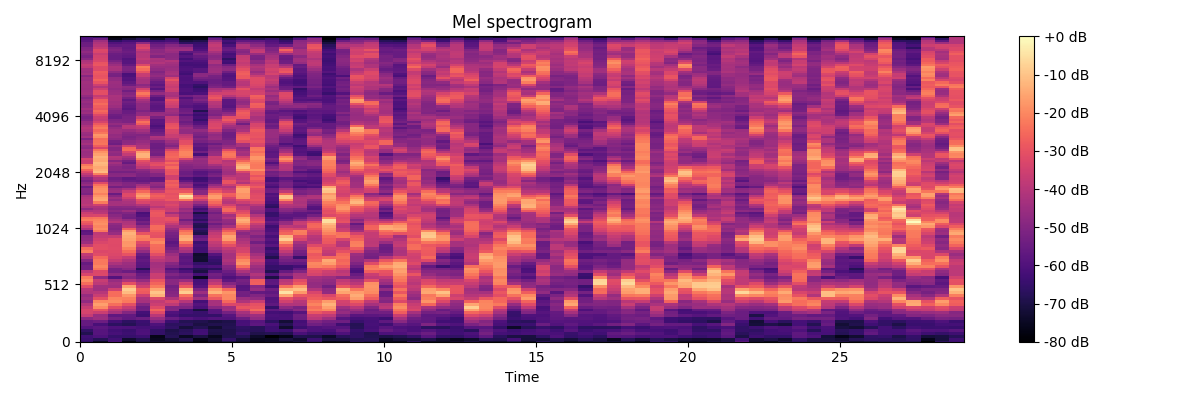 Mel spectrogram
8192
4096
2048
1024
512
0
Hz
0 5 10 15 20 25
Time
+0 dB
-10 dB
-20 dB
-30 dB
-40 dB
-50 dB
-60 dB
-70 dB
-80 dB